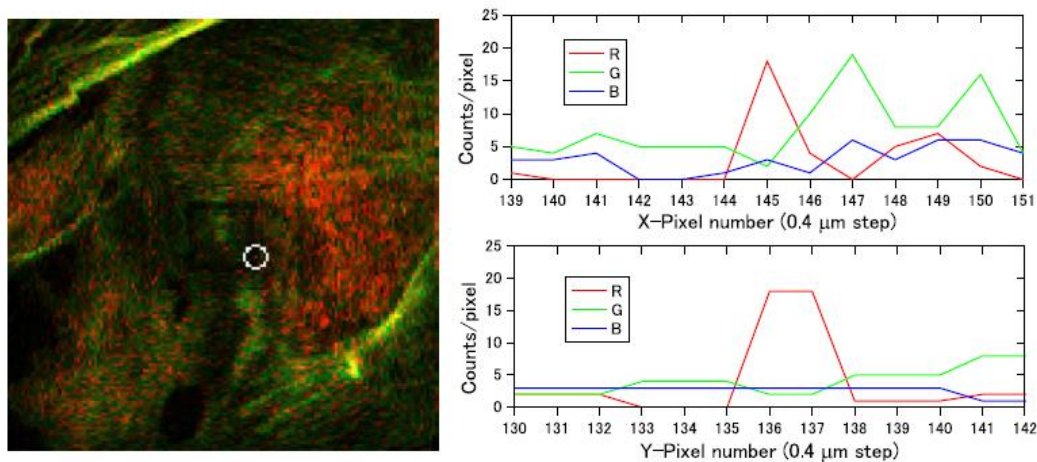 25
20
15
10
5
0
Counts/pixel
R
G
B
139 140 141 142 143 144 145 146 147 148 149 150 151
X-Pixel number (0.4 μm step)
25
20
15
10
5
0
Counts/pixel
R
G
B
130 131 132 133 134 135 136 137 138 139 140 141 142
Y-Pixel number (0.4 μm step)